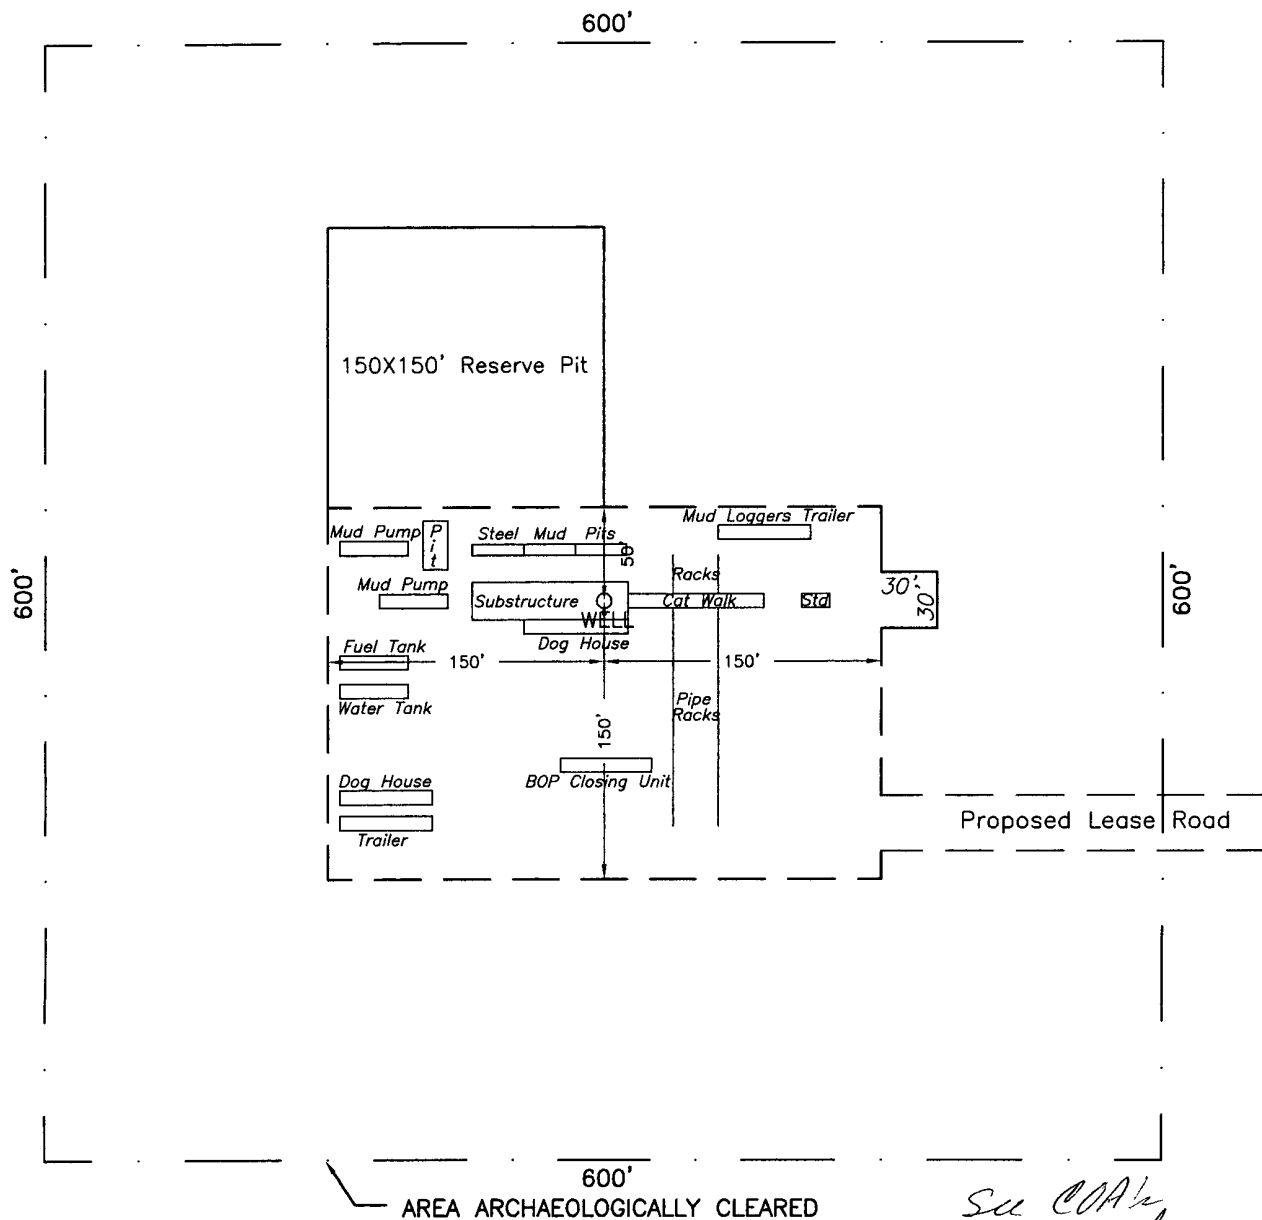 600'
600'
150X150' Reserve Pit
Mud Pump
Pit
Steel Mud Pits
50'
Mud Loggers Trailer
Mud Pump
Substructure
WELL
Racks
Cat Walk
Std
30'
30'
600'
Dog House
Fuel Tank
150'
150'
Water Tank
Pipe
Racks
150'
BOP Closing Unit
Dog House
Trailer
Proposed Lease Road
600'
AREA ARCHAEOLOGICALLY CLEARED
See COA's